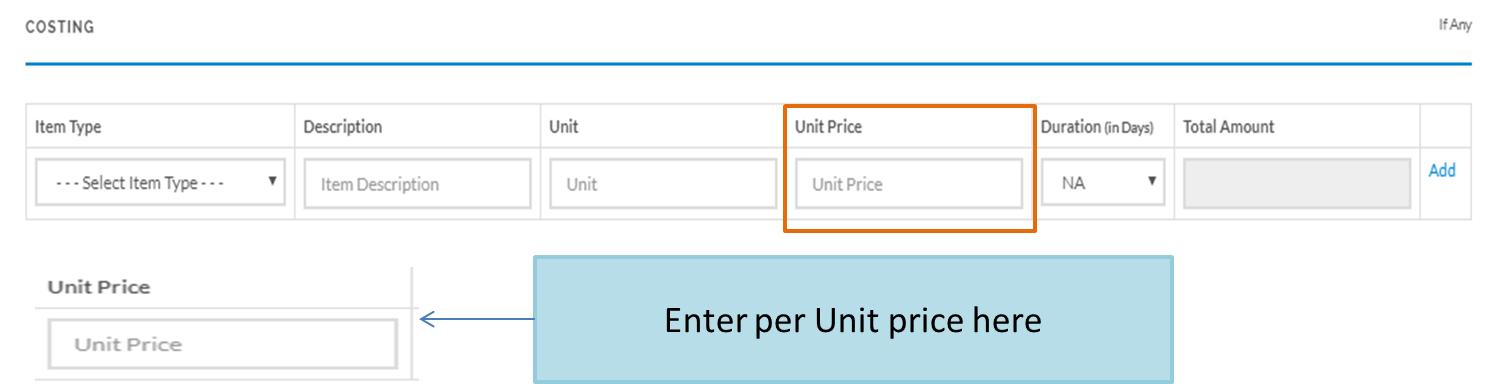 COSTING
If Any
Item Type Description Unit Unit Price Duration (in Days) Total Amount
--- Select Item Type --- Item Description Unit Unit Price NA Add
Unit Price
Unit Price
Enter per Unit price here